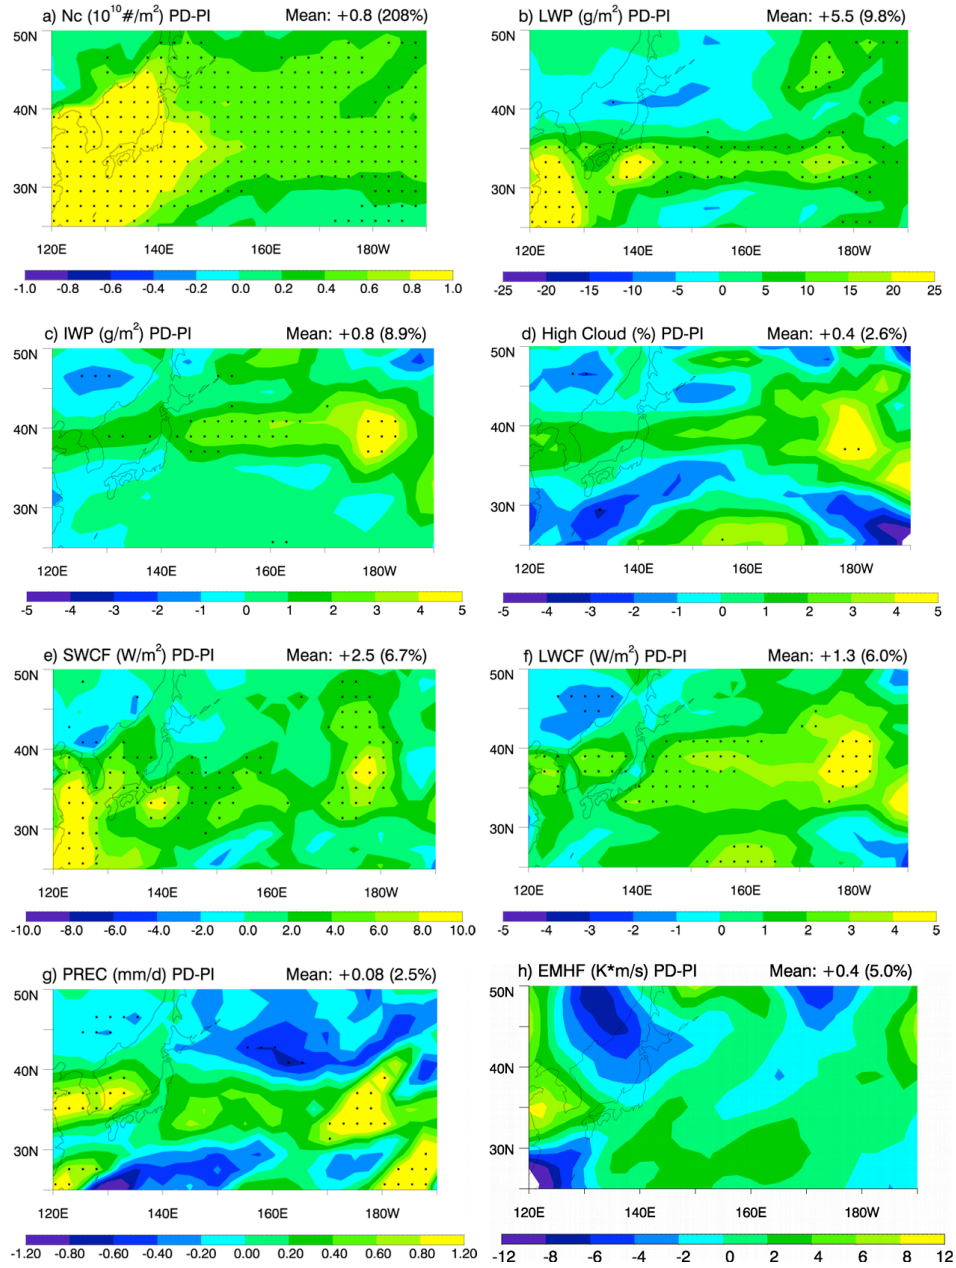 a) Nc (10¹⁰#/m²) PD-PI Mean: +0.8 (208%)
50N
40N
30N
120E 140E 160E 180W
-1.0 -0.8 -0.6 -0.4 -0.2 0.0 0.2 0.4 0.6 0.8 1.0
b) LWP (g/m²) PD-PI Mean: +5.5 (9.8%)
50N
40N
30N
120E 140E 160E 180W
-25 -20 -15 -10 -5 0 5 10 15 20 25
c) IWP (g/m²) PD-PI Mean: +0.8 (8.9%)
50N
40N
30N
120E 140E 160E 180W
-5 -4 -3 -2 -1 0 1 2 3 4 5
d) High Cloud (%) PD-PI Mean: +0.4 (2.6%)
50N
40N
30N
120E 140E 160E 180W
-5 -4 -3 -2 -1 0 1 2 3 4 5
e) SWCF (W/m²) PD-PI Mean: +2.5 (6.7%)
50N
40N
30N
120E 140E 160E 180W
-10.0 -8.0 -6.0 -4.0 -2.0 0.0 2.0 4.0 6.0 8.0 10.0
f) LWCF (W/m²) PD-PI Mean: +1.3 (6.0%)
50N
40N
30N
120E 140E 160E 180W
-5 -4 -3 -2 -1 0 1 2 3 4 5
g) PREC (mm/d) PD-PI Mean: +0.08 (2.5%)
50N
40N
30N
120E 140E 160E 180W
-1.20 -0.80 -0.40 0.00 0.20 0.40 0.60 0.80 1.20
h) EMHF (K*m/s) PD-PI Mean: +0.4 (5.0%)
50N
40N
30N
120E 140E 160E 180W
-12 -8 -6 -4 -2 0 2 4 6 8 12